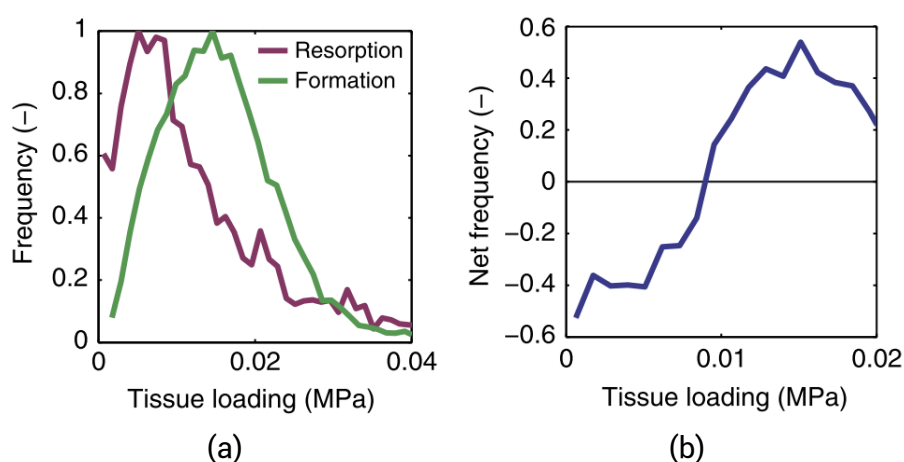 Frequency (–)
1
0.8
0.6
0.4
0.2
0
0
0.02
0.04
Resorption
Formation
Tissue loading (MPa)
(a)
Net frequency (–)
0.6
0.4
0.2
0
−0.2
−0.4
−0.6
0
0.01
0.02
Tissue loading (MPa)
(b)